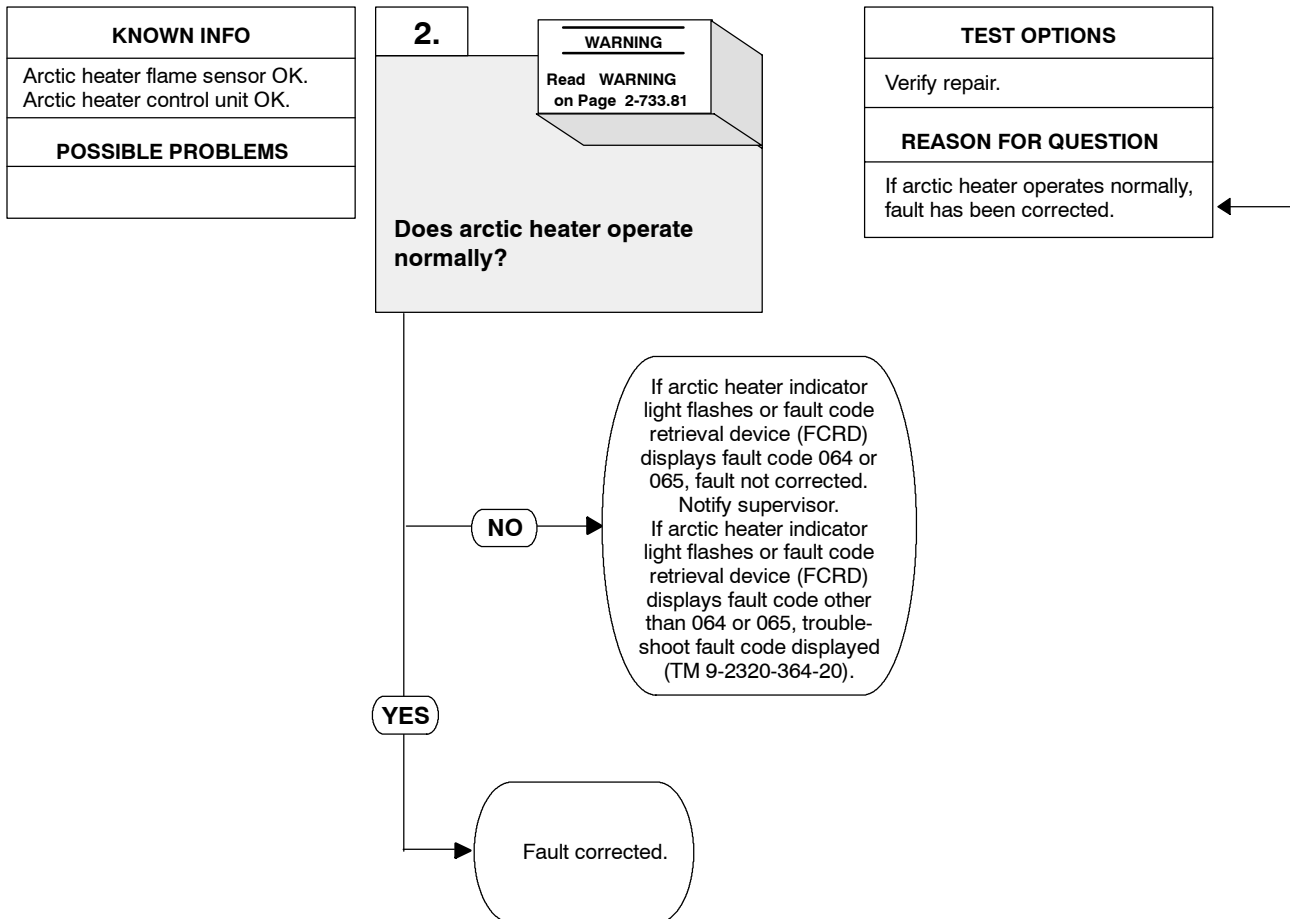 KNOWN INFO
Arctic heater flame sensor OK.
Arctic heater control unit OK.
POSSIBLE PROBLEMS
2.
WARNING
Read WARNING
on Page 2-733.81
Does arctic heater operate
normally?
TEST OPTIONS
Verify repair.
REASON FOR QUESTION
If arctic heater operates normally,
fault has been corrected.
If arctic heater indicator
light flashes or fault code
retrieval device (FCRD)
displays fault code 064 or
065, fault not corrected.
Notify supervisor.
If arctic heater indicator
light flashes or fault code
retrieval device (FCRD)
displays fault code other
than 064 or 065, trouble-
shoot fault code displayed
(TM 9-2320-364-20).
NO
YES
Fault corrected.